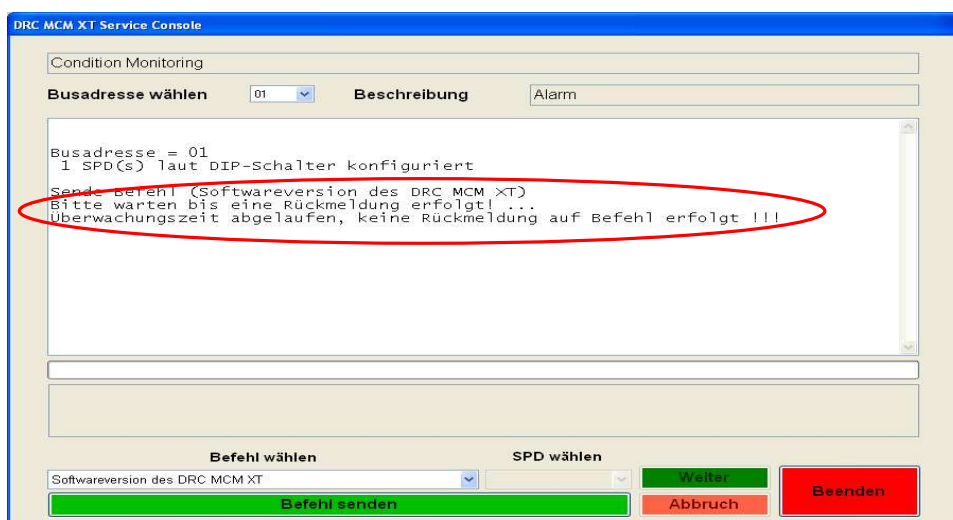 DRC MCM XT Service Console
Condition Monitoring
Busadresse wählen 01 Beschreibung Alarm
Busadresse = 01
1 SPD(s) laut DIP-Schalter konfiguriert
Sende Befehl (Softwareversion des DRC MCM XT)
Bitte warten bis eine Rückmeldung erfolgt! ...
Überwachungszeit abgelaufen, keine Rückmeldung auf Befehl erfolgt !!!
Befehl wählen SPD wählen
Softwareversion des DRC MCM XT Weiter
Befehl senden Abbruch Beenden